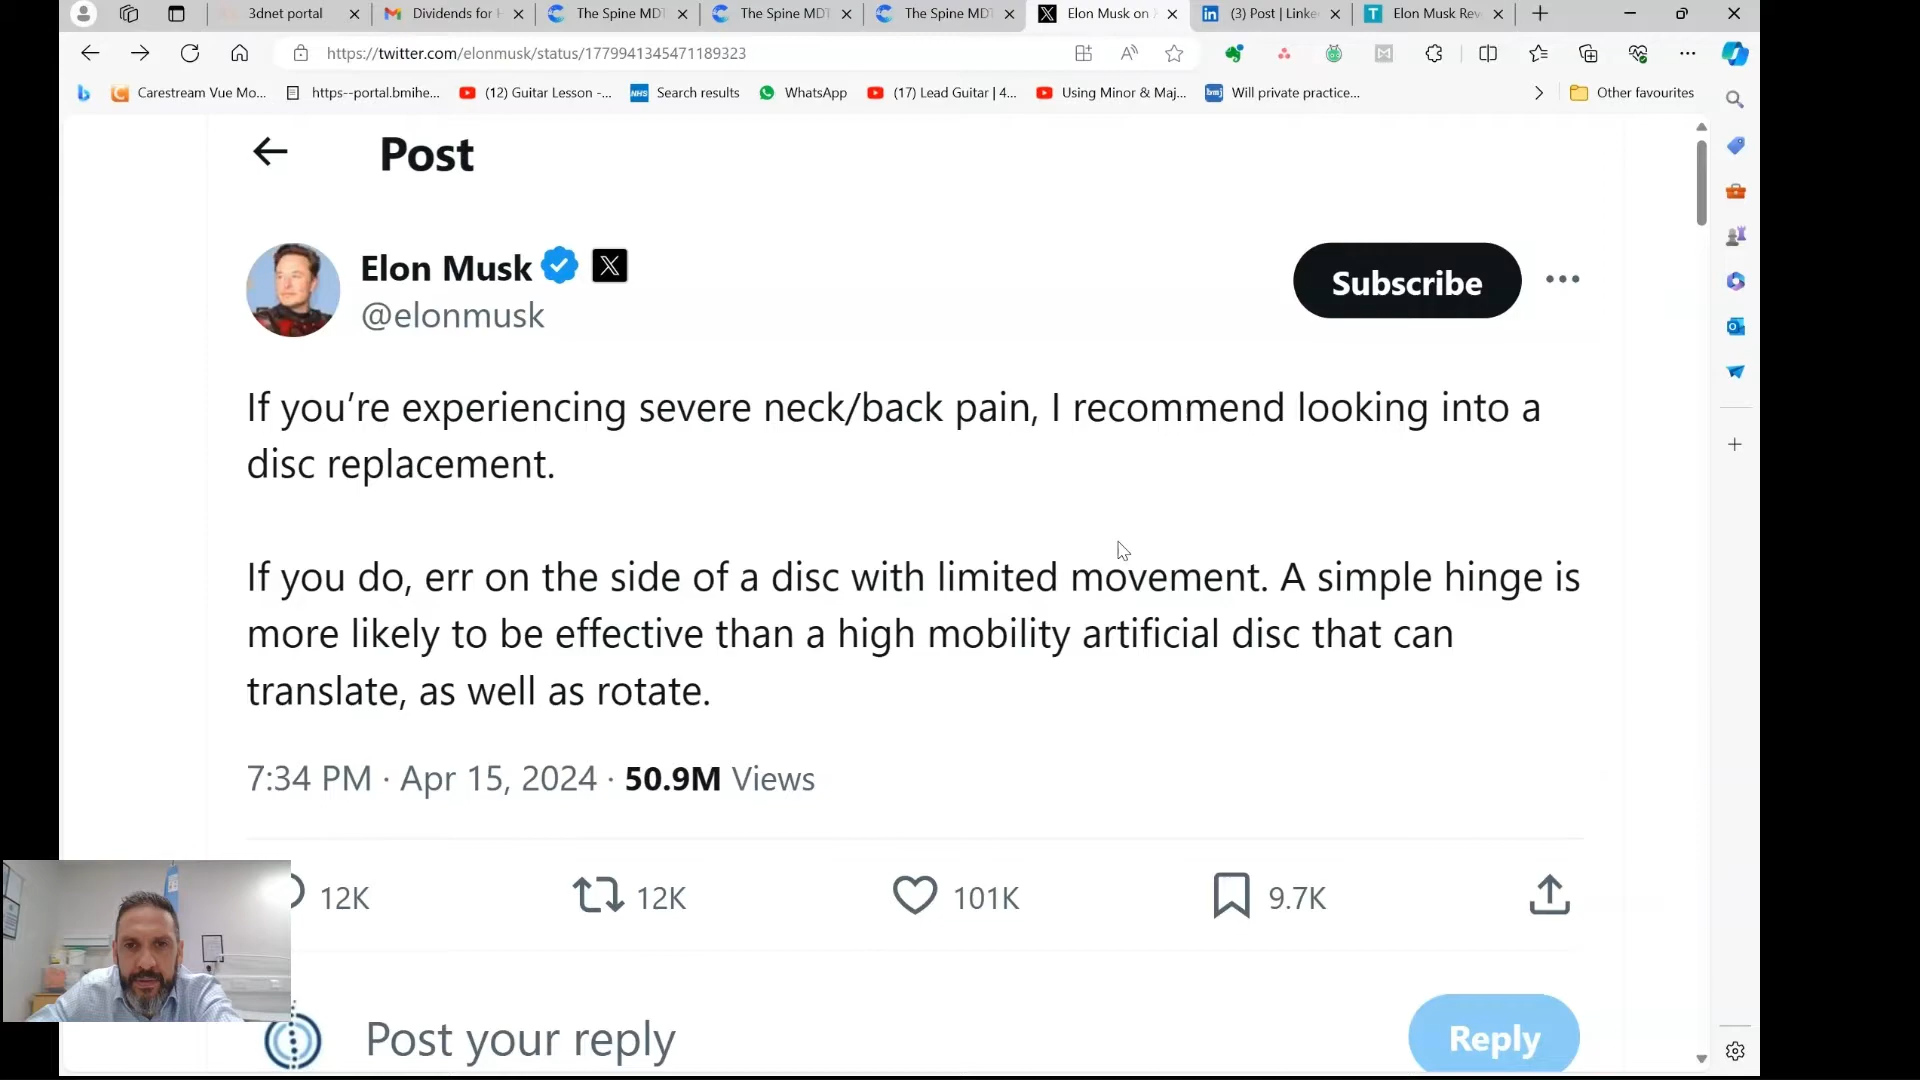 3dnet portal
Dividends for
The Spine MDT
The Spine MDT
The Spine MDT
Elon Musk on
(3) Post | Linke
Elon Musk Rev
https://twitter.com/elonmusk/status/1779941345471189323
Carestream Vue Mo...
https--portal.bmihe...
(12) Guitar Lesson -...
NHS
Search results
WhatsApp
(17) Lead Guitar | 4...
Using Minor & Maj...
bmj
Will private practice...
Other favourites
Post
Elon Musk
@elonmusk
Subscribe
If you’re experiencing severe neck/back pain, I recommend looking into a
disc replacement.
If you do, err on the side of a disc with limited movement. A simple hinge is
more likely to be effective than a high mobility artificial disc that can
translate, as well as rotate.
7:34 PM · Apr 15, 2024 · 50.9M Views
12K
12K
101K
9.7K
Post your reply
Reply